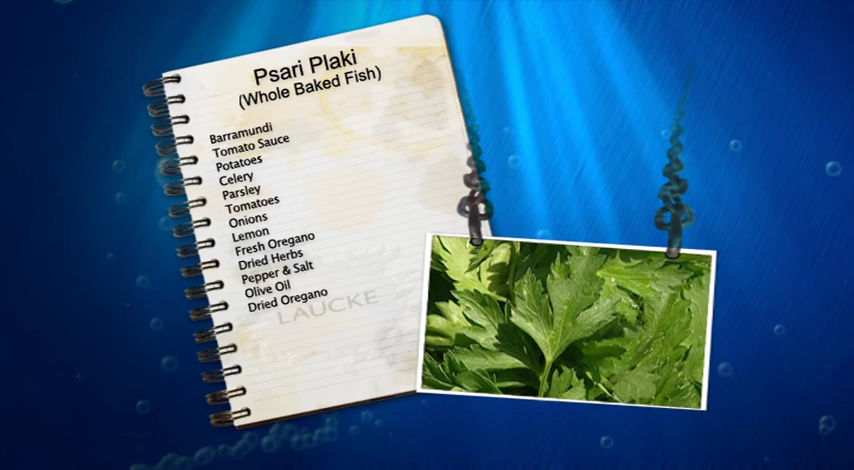 Psari Plaki
(Whole Baked Fish)
Barramundi
Tomato Sauce
Potatoes
Celery
Parsley
Tomatoes
Onions
Lemon
Fresh Oregano
Dried Herbs
Pepper & Salt
Olive Oil
Dried Oregano
LAUCKE